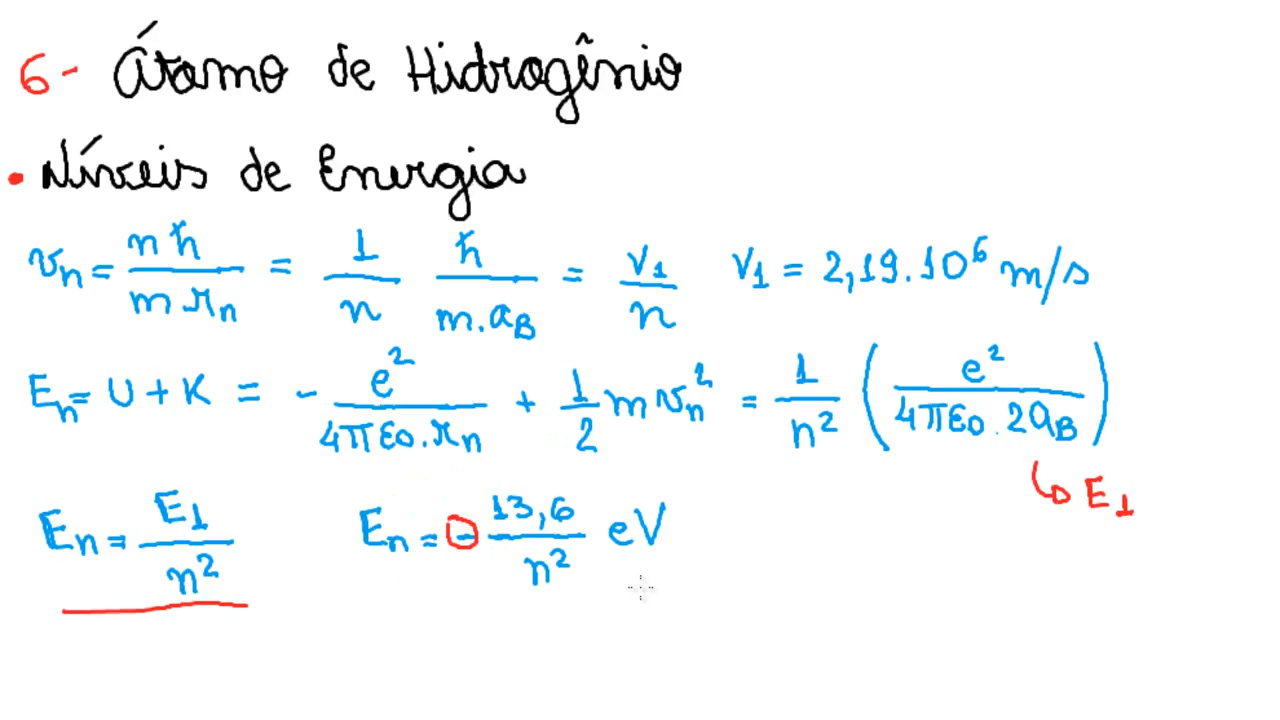 6- Átomo de Hidrogênio
• Níveis de Energia
vn = nħ / m.rn = 1/n ħ / m.aB = V1/n V1 = 2,19.10⁶ m/s
En = U + K = - e² / 4πε0.rn + 1/2 m vn² = 1/n² (e² / 4πε0.2aB)
↳ E1
En = E1/n² En = - 13,6/n² eV